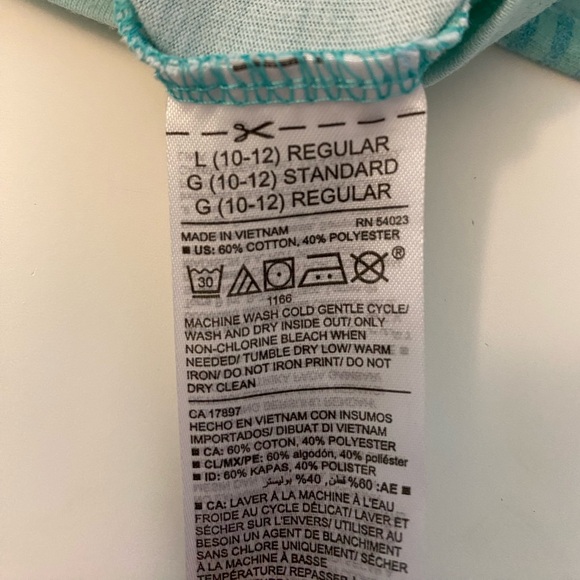 L (10-12) REGULAR
G (10-12) STANDARD
G (10-12) REGULAR
MADE IN VIETNAM RN 54023
■ US: 60% COTTON, 40% POLYESTER
30
®
1166
MACHINE WASH COLD GENTLE CYCLE/
WASH AND DRY INSIDE OUT/ ONLY
NON-CHLORINE BLEACH WHEN
NEEDED/ TUMBLE DRY LOW/ WARM
IRON/ DO NOT IRON PRINT/ DO NOT
DRY CLEAN
CA 17897
HECHO EN VIETNAM CON INSUMOS
IMPORTADOS/ DIBUAT DI VIETNAM
■ CA: 60% COTON, 40% POLYESTER
■ CL/MX/PE: 60% algodón, 40% poliéster
■ ID: 60% KAPAS, 40% POLISTER
■ AE: 60% قطن, 40% بوليستر
■ CA: LAVER À LA MACHINE À L'EAU
FROIDE AU CYCLE DÉLICAT/ LAVER ET
SÉCHER SUR L'ENVERS/ UTILISER AU
BESOIN UN AGENT DE BLANCHIMENT
SANS CHLORE UNIQUEMENT/ SÉCHER
À LA MACHINE À BASSE
TEMPÉRATURE/ REPASSER À